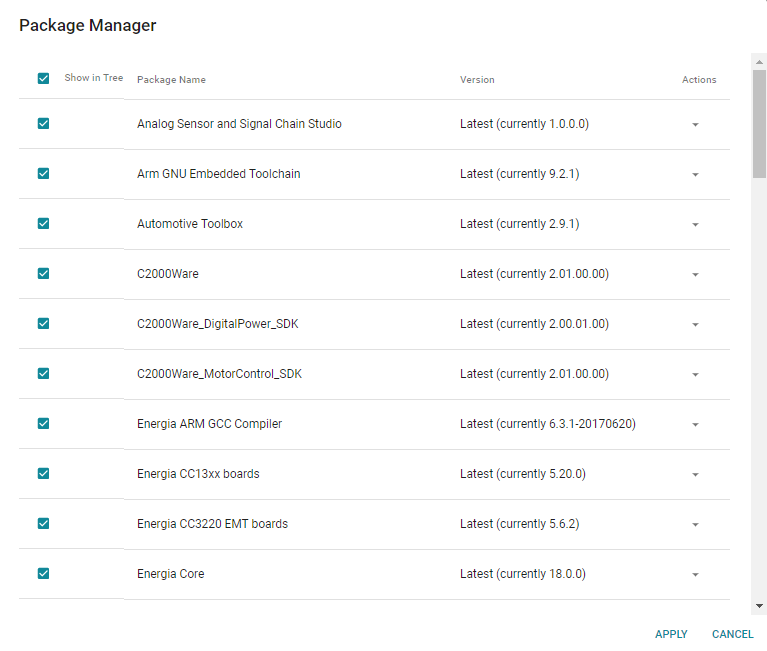 Package Manager
Show in Tree Package Name Version Actions
Analog Sensor and Signal Chain Studio Latest (currently 1.0.0.0)
Arm GNU Embedded Toolchain Latest (currently 9.2.1)
Automotive Toolbox Latest (currently 2.9.1)
C2000Ware Latest (currently 2.01.00.00)
C2000Ware_DigitalPower_SDK Latest (currently 2.00.01.00)
C2000Ware_MotorControl_SDK Latest (currently 2.01.00.00)
Energia ARM GCC Compiler Latest (currently 6.3.1-20170620)
Energia CC13xx boards Latest (currently 5.20.0)
Energia CC3220 EMT boards Latest (currently 5.6.2)
Energia Core Latest (currently 18.0.0)
APPLY CANCEL